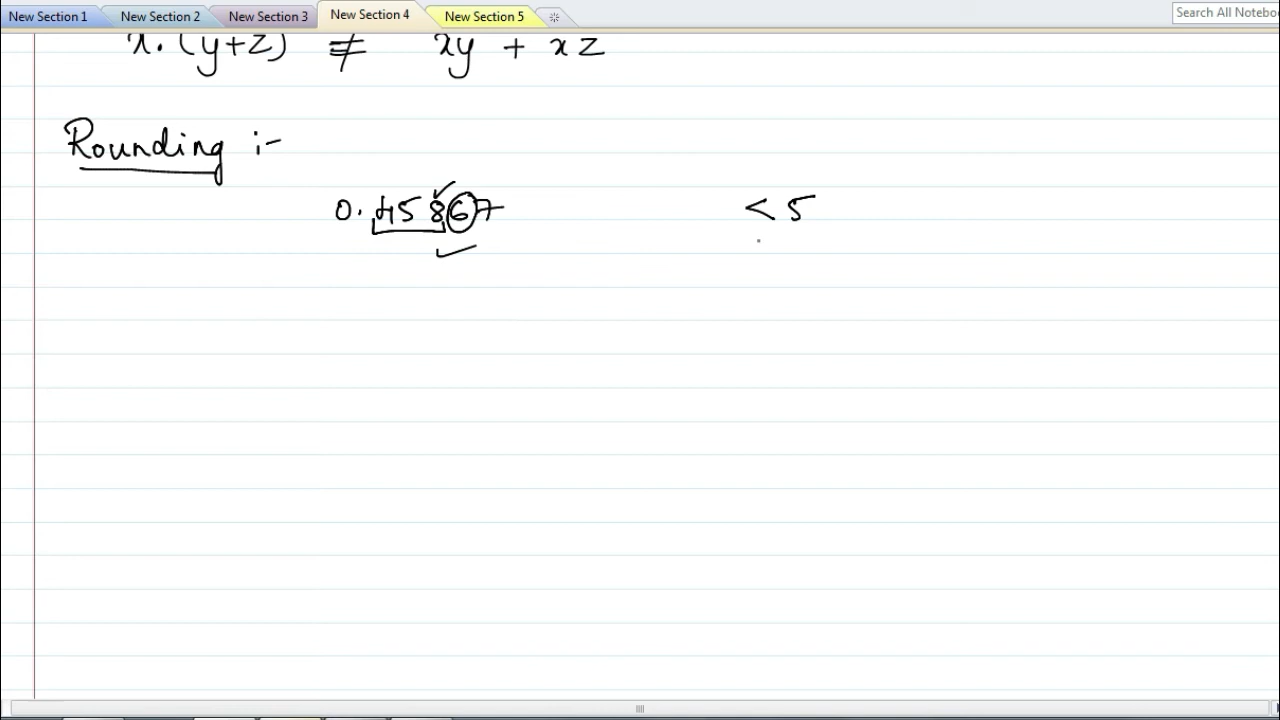 New Section 1 New Section 2 New Section 3 New Section 4 New Section 5 Search All Notebo
x. (y+z) ≠ xy + xz
Rounding :-
0.45867 < 5